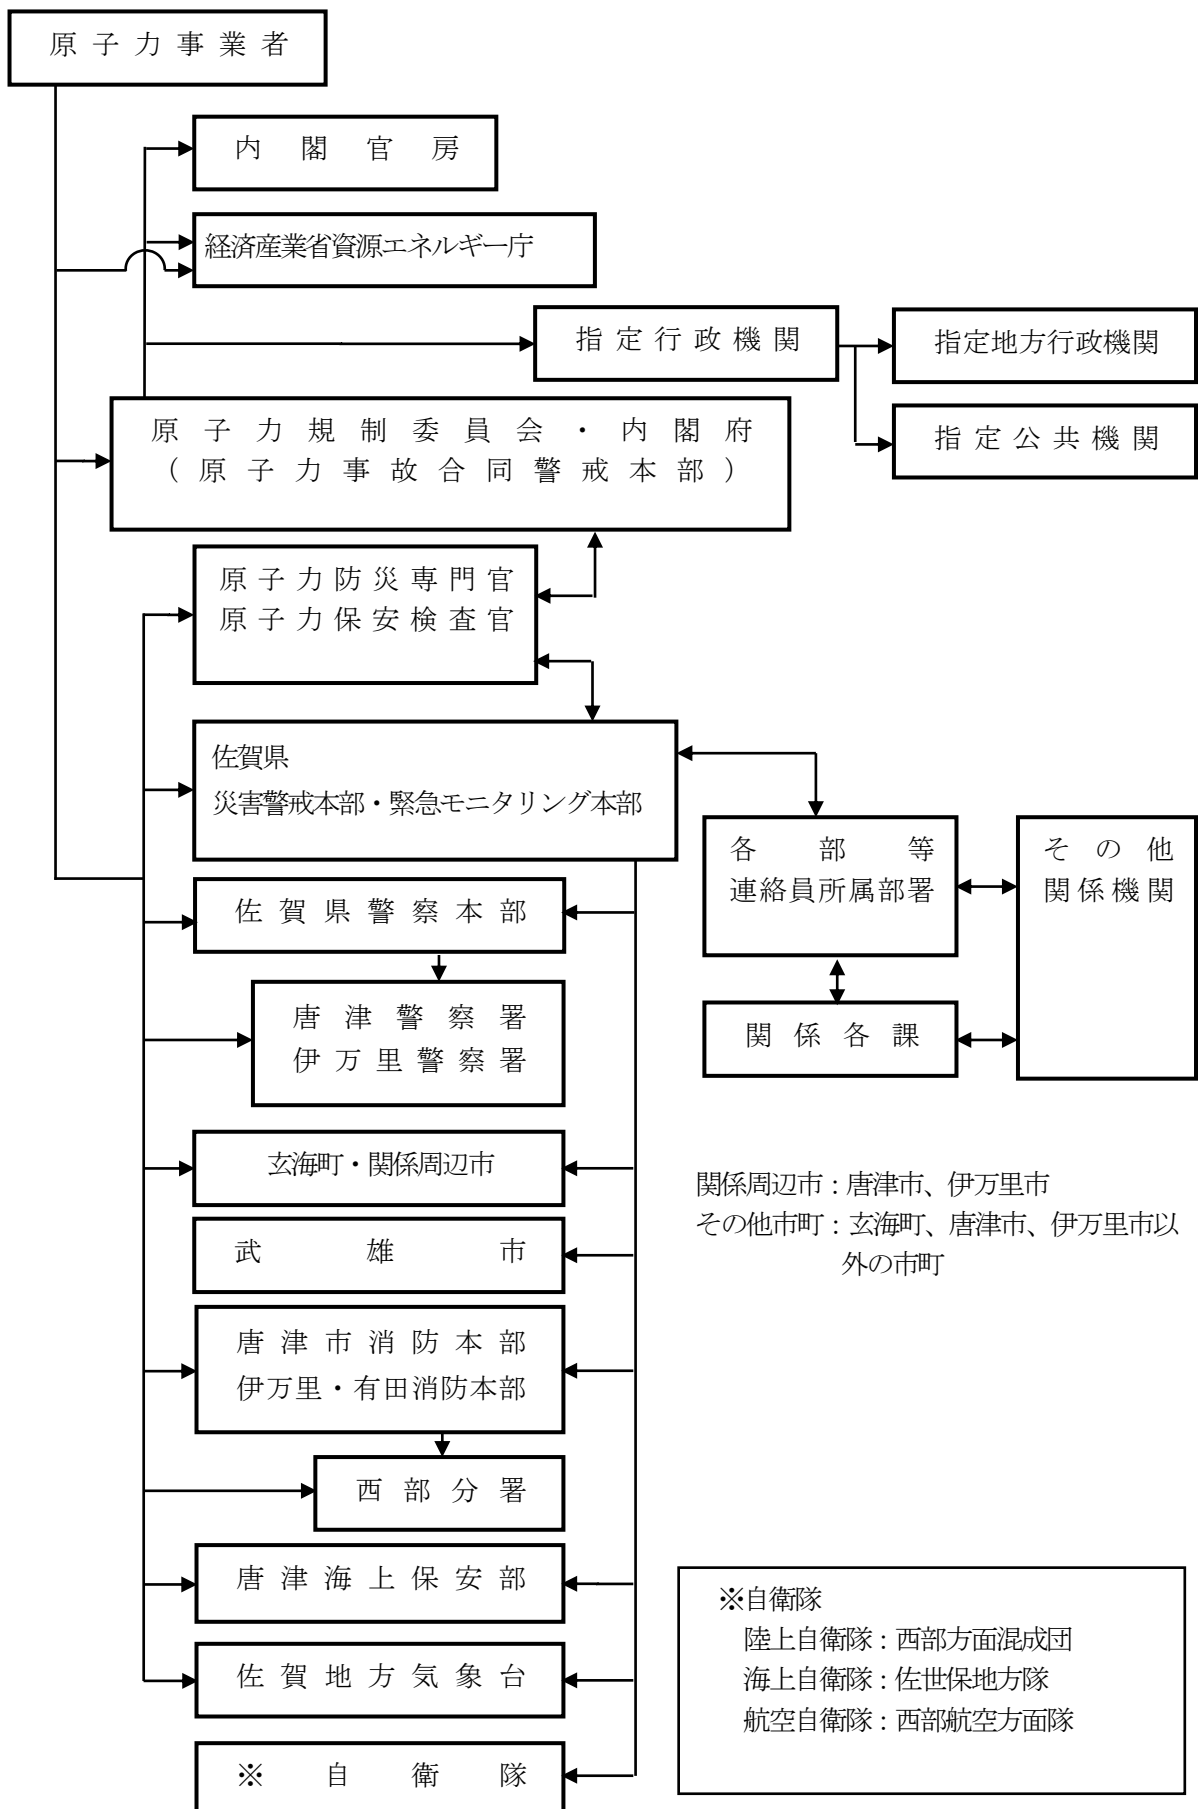 原子力事業者
内閣官房
経済産業省資源エネルギー庁
指定行政機関
指定地方行政機関
指定公共機関
原子力規制委員会・内閣府
(原子力事故合同警戒本部)
原子力防災専門官
原子力保安検査官
佐賀県
災害警戒本部・緊急モニタリング本部
各部等
連絡員所属部署
その他
関係機関
佐賀県警察本部
唐津警察署
伊万里警察署
関係各課
玄海町・関係周辺市
関係周辺市：唐津市、伊万里市
その他市町：玄海町、唐津市、伊万里市以
外の市町
武雄市
唐津市消防本部
伊万里・有田消防本部
西部分署
唐津海上保安部
佐賀地方気象台
※自衛隊
※自衛隊
陸上自衛隊：西部方面混成団
海上自衛隊：佐世保地方隊
航空自衛隊：西部航空方面隊